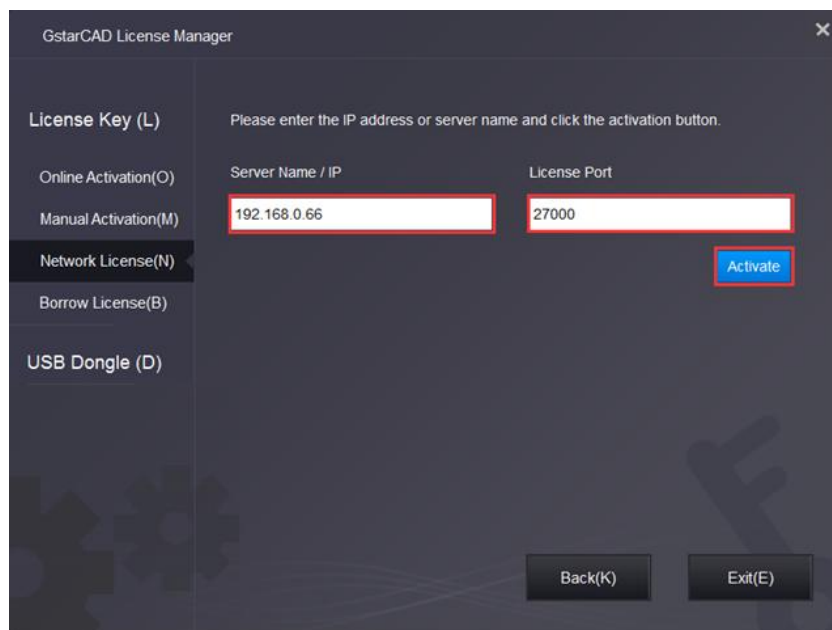 GstarCAD License Manager
License Key (L)
Online Activation(O)
Manual Activation(M)
Network License(N)
Borrow License(B)
USB Dongle (D)
Please enter the IP address or server name and click the activation button.
Server Name / IP
License Port
192.168.0.66
27000
Activate
Back(K)
Exit(E)